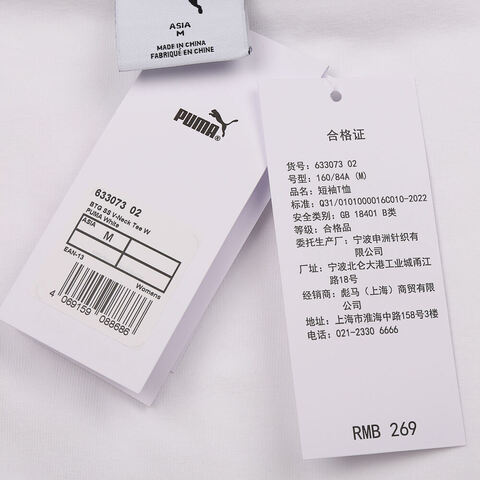 PUMA
ASIA
M
MADE IN CHINA
FABRIQUÉ EN CHINE
PUMA
633073 02
BTG SS V-Neck Tee W
PUMA White
ASIA
M
EAN-13
Womens
4 069159 088686
合格证
货号: 633073 02
号型: 160/84A (M)
品名: 短袖T恤
标准: Q31/0101000016C010-2022
安全类别: GB 18401 B类
等级: 合格品
委托生产厂: 宁波申洲针织有
限公司
厂址: 宁波北仑大港工业城甬江
路18号
经销商: 彪马（上海）商贸有限
公司
地址: 上海市淮海中路158号3楼
电话: 021-2330 6666
RMB 269